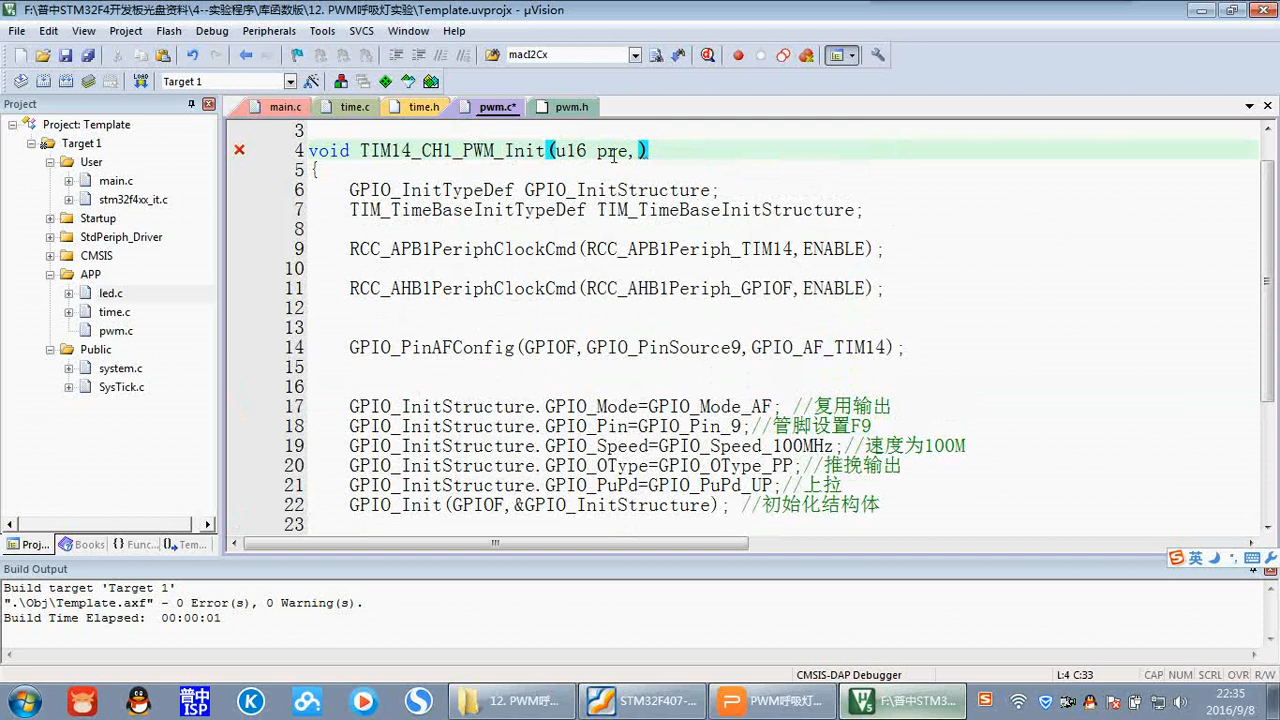 F:\普中STM32F4开发板光盘资料\4--实验程序\库函数版\12. PWM呼吸灯实验\Template.uvprojx - µVision
File Edit View Project Flash Debug Peripherals Tools SVCS Window Help
macI2Cx
LOAD Target 1
Project
main.c time.c time.h pwm.c* pwm.h
Project: Template
Target 1
User
main.c
stm32f4xx_it.c
Startup
StdPeriph_Driver
CMSIS
APP
led.c
time.c
pwm.c
Public
system.c
SysTick.c
Proj... Books {} Func... Tem...
3
4 void TIM14_CH1_PWM_Init(u16 pre,)
5 {
6 GPIO_InitTypeDef GPIO_InitStructure;
7 TIM_TimeBaseInitTypeDef TIM_TimeBaseInitStructure;
8
9 RCC_APB1PeriphClockCmd(RCC_APB1Periph_TIM14,ENABLE);
10
11 RCC_AHB1PeriphClockCmd(RCC_AHB1Periph_GPIOF,ENABLE);
12
13
14 GPIO_PinAFConfig(GPIOF,GPIO_PinSource9,GPIO_AF_TIM14);
15
16
17 GPIO_InitStructure.GPIO_Mode=GPIO_Mode_AF; //复用输出
18 GPIO_InitStructure.GPIO_Pin=GPIO_Pin_9;//管脚设置F9
19 GPIO_InitStructure.GPIO_Speed=GPIO_Speed_100MHz;//速度为100M
20 GPIO_InitStructure.GPIO_OType=GPIO_OType_PP;//推挽输出
21 GPIO_InitStructure.GPIO_PuPd=GPIO_PuPd_UP;//上拉
22 GPIO_Init(GPIOF,&GPIO_InitStructure); //初始化结构体
23
英
Build Output
Build target 'Target 1'
".\Obj\Template.axf" - 0 Error(s), 0 Warning(s).
Build Time Elapsed: 00:00:01
CMSIS-DAP Debugger L:4 C:33 CAP NUM SCRL OVR R/W
普中 ISP
12. PWM呼... STM32F407-... PWM呼吸灯... F:\普中STM3...
22:35
2016/9/8